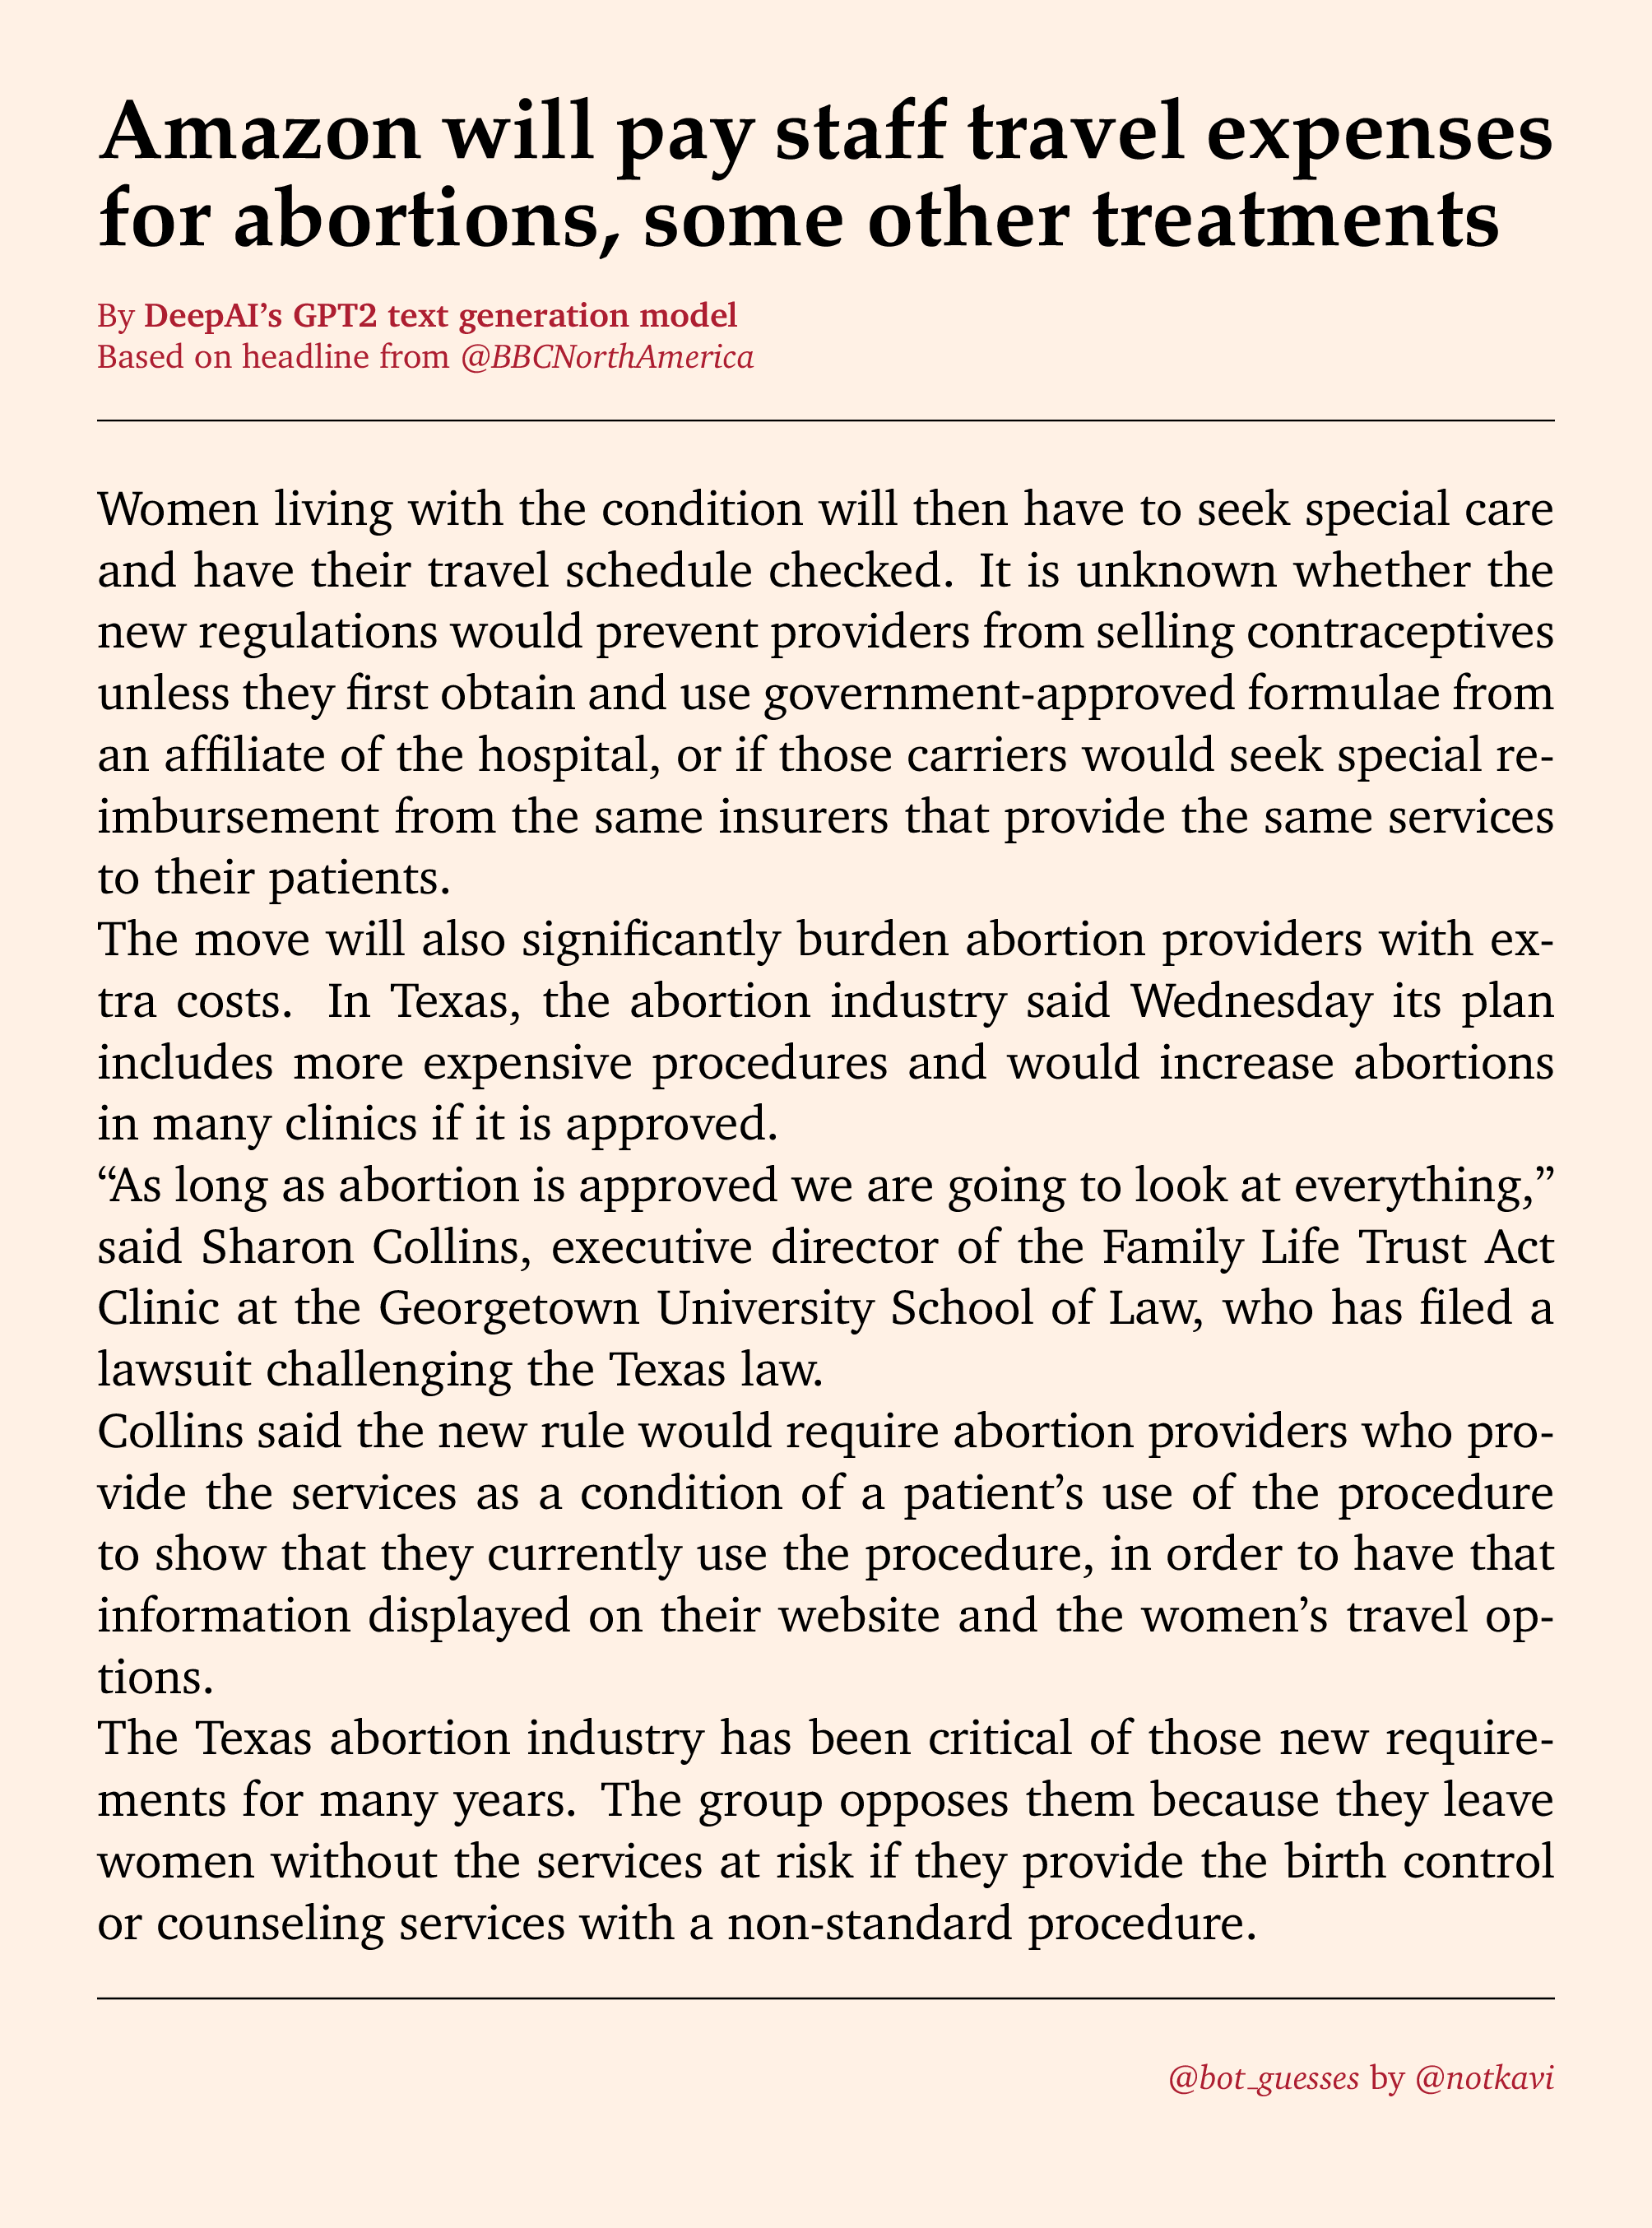 Amazon will pay staff travel expenses
for abortions, some other treatments
By DeepAI’s GPT2 text generation model
Based on headline from @BBCNorthAmerica
Women living with the condition will then have to seek special care
and have their travel schedule checked. It is unknown whether the
new regulations would prevent providers from selling contraceptives
unless they first obtain and use government-approved formulae from
an affiliate of the hospital, or if those carriers would seek special re-
imbursement from the same insurers that provide the same services
to their patients.
The move will also significantly burden abortion providers with ex-
tra costs. In Texas, the abortion industry said Wednesday its plan
includes more expensive procedures and would increase abortions
in many clinics if it is approved.
“As long as abortion is approved we are going to look at everything,”
said Sharon Collins, executive director of the Family Life Trust Act
Clinic at the Georgetown University School of Law, who has filed a
lawsuit challenging the Texas law.
Collins said the new rule would require abortion providers who pro-
vide the services as a condition of a patient’s use of the procedure
to show that they currently use the procedure, in order to have that
information displayed on their website and the women’s travel op-
tions.
The Texas abortion industry has been critical of those new require-
ments for many years. The group opposes them because they leave
women without the services at risk if they provide the birth control
or counseling services with a non-standard procedure.
@bot_guesses by @notkavi